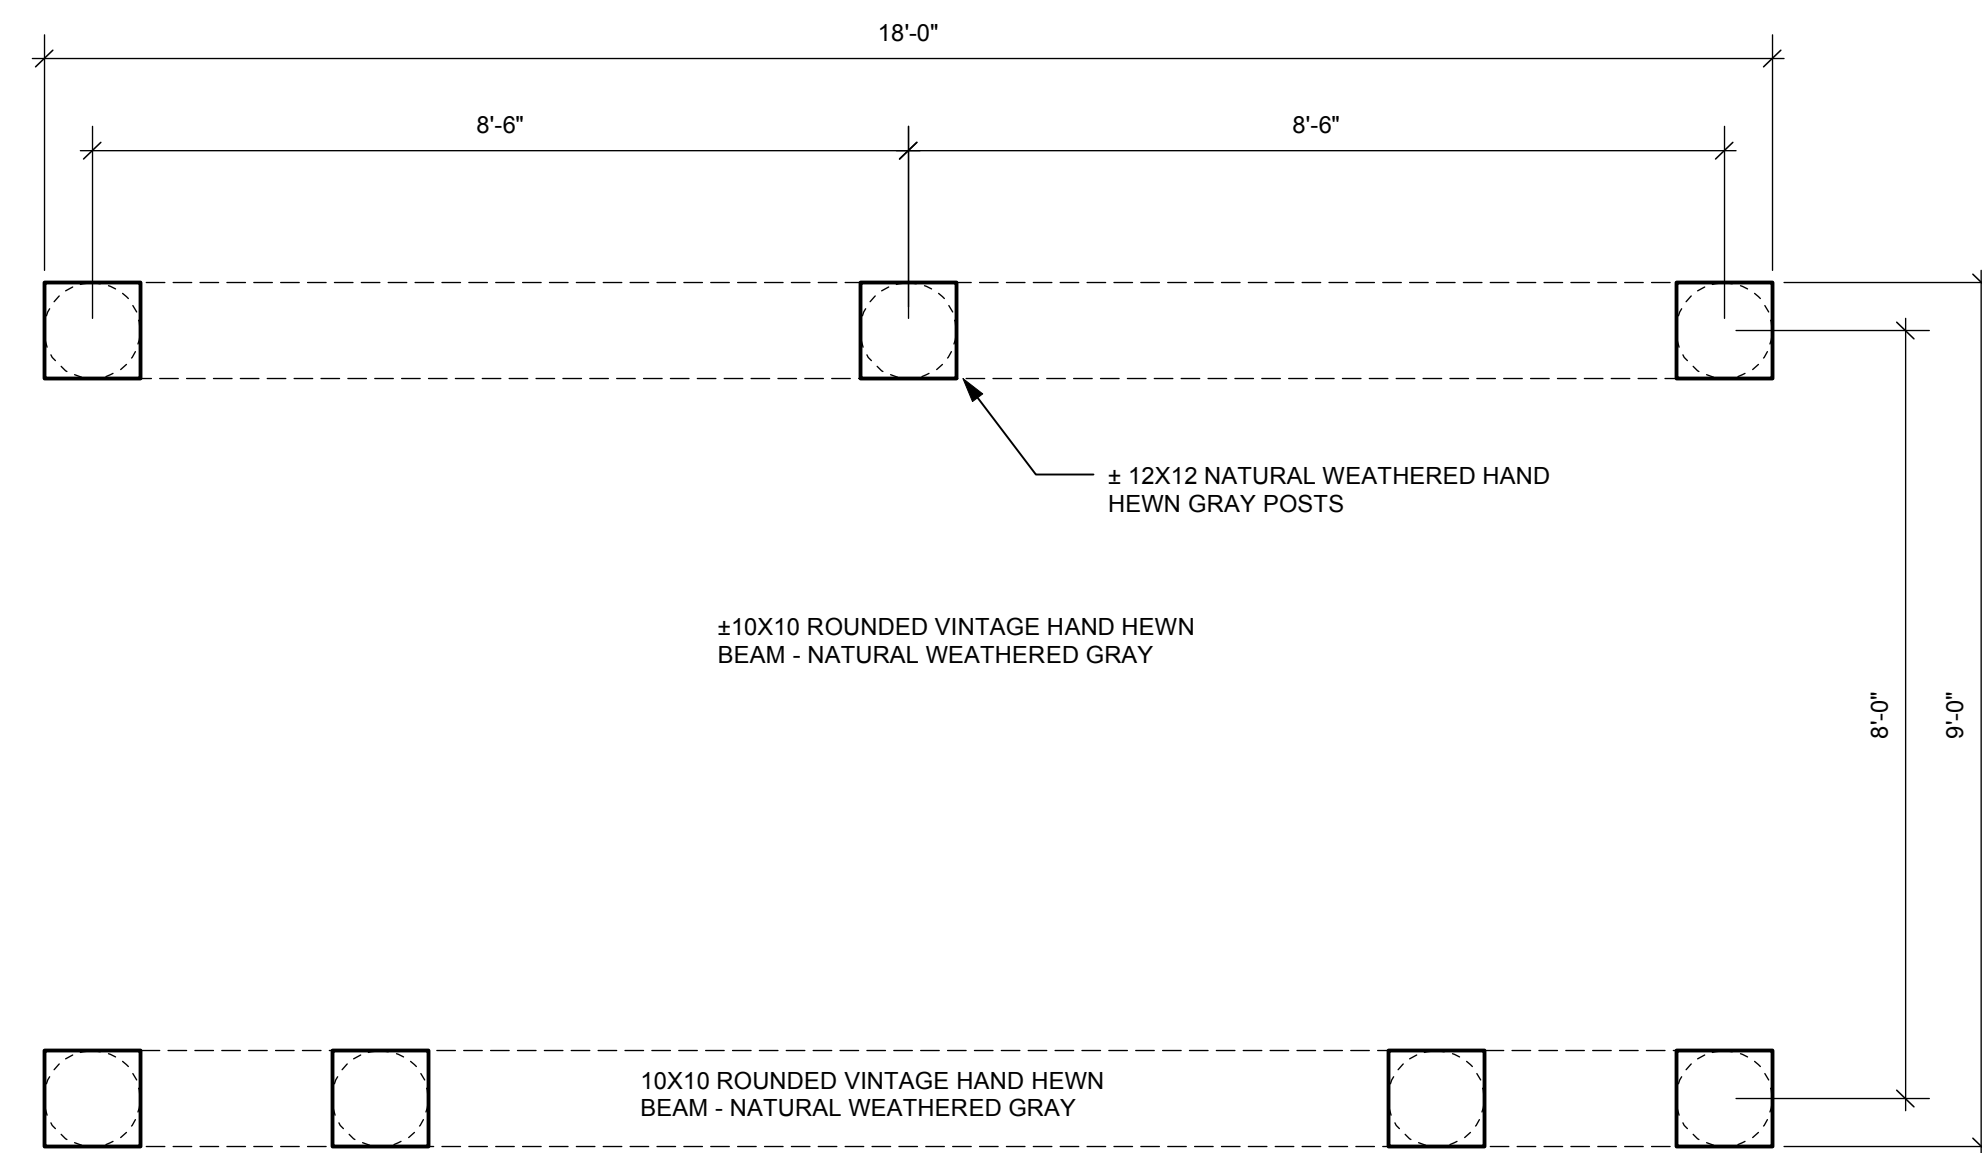 18'-0"
8'-6"
8'-6"
± 12X12 NATURAL WEATHERED HAND
HEWN GRAY POSTS
±10X10 ROUNDED VINTAGE HAND HEWN
BEAM - NATURAL WEATHERED GRAY
8'-0"
9'-0"
10X10 ROUNDED VINTAGE HAND HEWN
BEAM - NATURAL WEATHERED GRAY